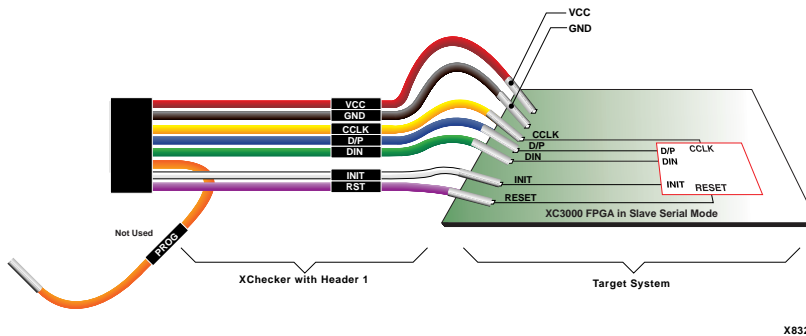 VCC
GND
VCC
GND
CCLK
D/P
DIN
INIT
RST
CCLK
D/P
DIN
INIT
RESET
D/P
CCLK
DIN
INIT
RESET
XC3000 FPGA in Slave Serial Mode
Not Used
PROG
XChecker with Header 1
Target System
X832